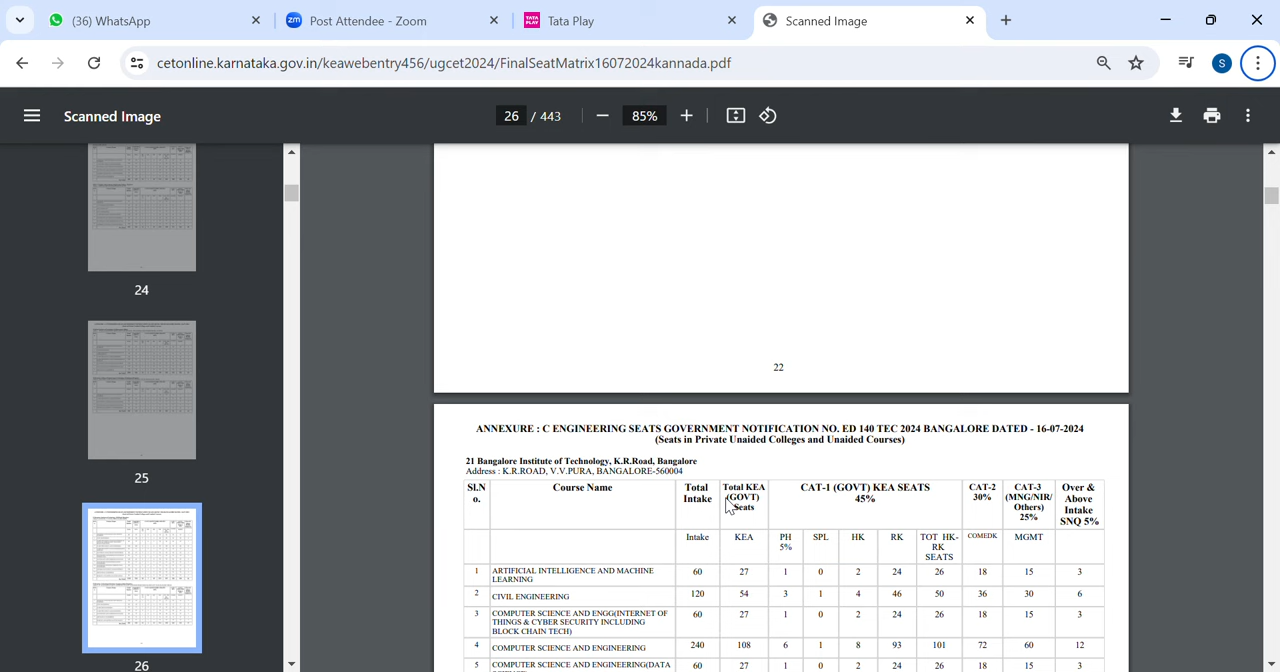 (36) WhatsApp
Post Attendee - Zoom
Tata Play
Scanned Image
cetonline.karnataka.gov.in/keawebentry456/ugcet2024/FinalSeatMatrix16072024kannada.pdf
S
Scanned Image
26 / 443
85%
24
25
26
22
ANNEXURE : C ENGINEERING SEATS GOVERNMENT NOTIFICATION NO. ED 140 TEC 2024 BANGALORE DATED - 16-07-2024
(Seats in Private Unaided Colleges and Unaided Courses)
21 Bangalore Institute of Technology, K.R.Road, Bangalore
Address : K.R.ROAD, V.V.PURA, BANGALORE-560004
Sl.N o. Course Name Total Intake Total KEA (GOVT) Seats CAT-1 (GOVT) KEA SEATS 45% CAT-2 30% CAT-3 (MNG/NIR/ Others) 25% Over & Above Intake SNQ 5%
Intake KEA PH 5% SPL HK RK TOT HK-RK SEATS COMEDK MGMT
1 ARTIFICIAL INTELLIGENCE AND MACHINE LEARNING 60 27 1 0 2 24 26 18 15 3
2 CIVIL ENGINEERING 120 54 3 1 4 46 50 36 30 6
3 COMPUTER SCIENCE AND ENGG(INTERNET OF THINGS & CYBER SECURITY INCLUDING BLOCK CHAIN TECH) 60 27 1 0 2 24 26 18 15 3
4 COMPUTER SCIENCE AND ENGINEERING 240 108 6 1 8 93 101 72 60 12
5 COMPUTER SCIENCE AND ENGINEERING(DATA 60 27 1 0 2 24 26 18 15 3